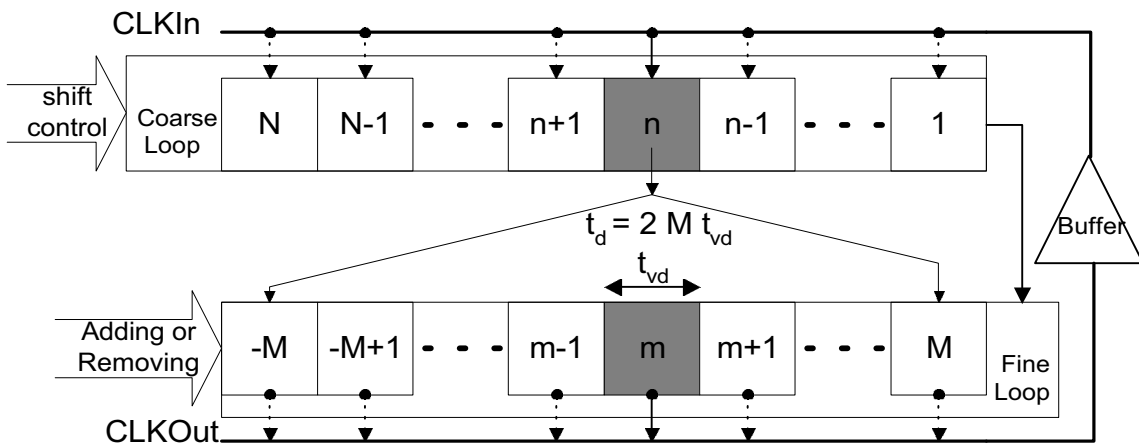 CLKIn
shift
control
Coarse
Loop
N
N-1
n+1
n
n-1
1
t_d = 2 M t_vd
t_vd
Buffer
Adding or
Removing
-M
-M+1
m-1
m
m+1
M
Fine
Loop
CLKOut